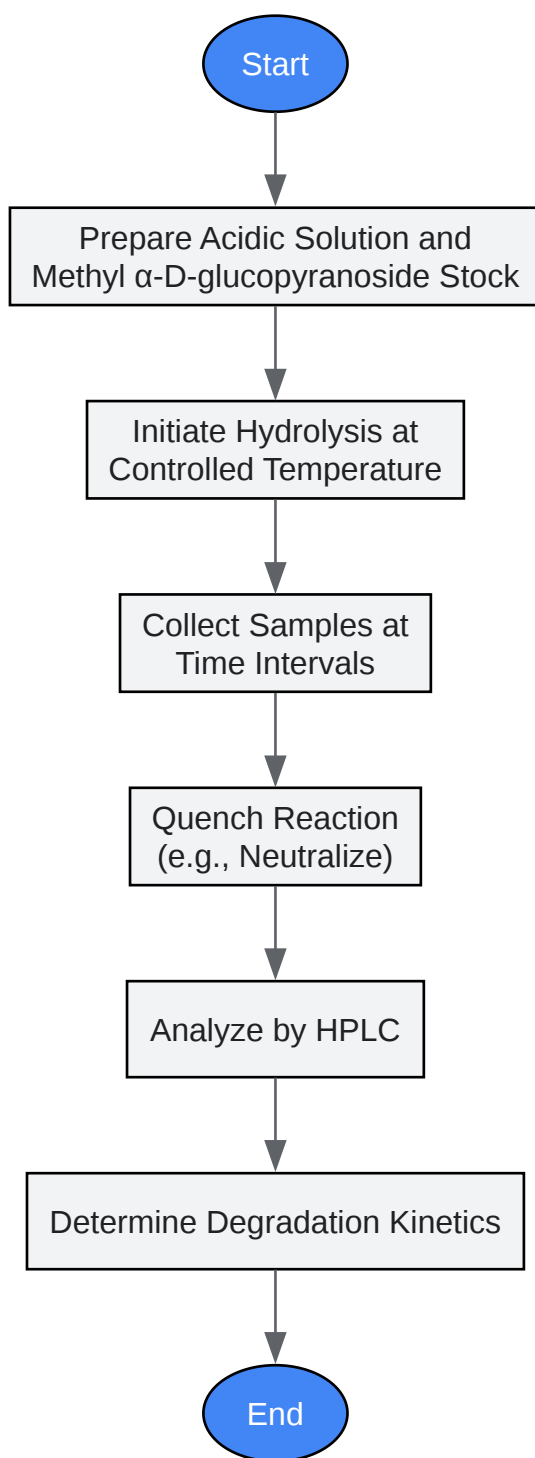 Start
Prepare Acidic Solution and
Methyl α-D-glucopyranoside Stock
Initiate Hydrolysis at
Controlled Temperature
Collect Samples at
Time Intervals
Quench Reaction
(e.g., Neutralize)
Analyze by HPLC
Determine Degradation Kinetics
End